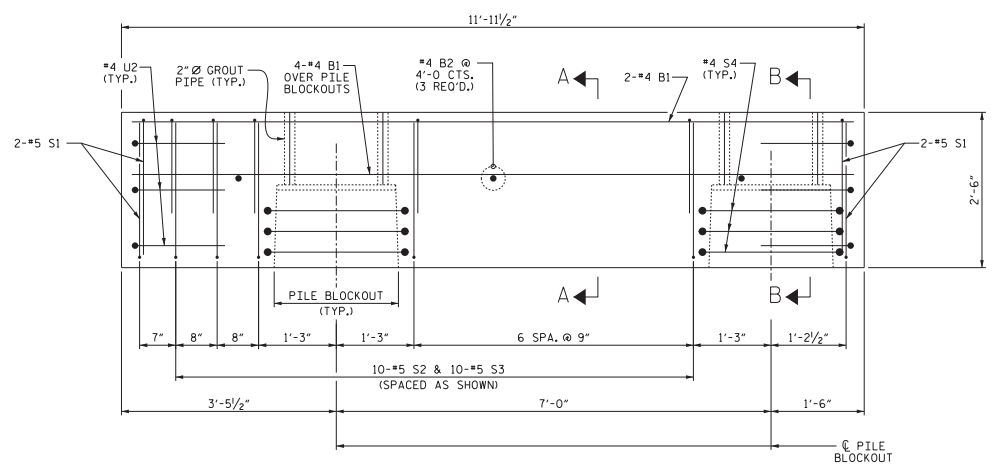 11'-11½"
#4 U2
(TYP.)
2" Ø GROUT
PIPE (TYP.)
4-#4 B1
OVER PILE
BLOCKOUTS
#4 B2 @
4'-0 CTS.
(3 REQ'D.)
A
2-#4 B1
#4 S4
(TYP.)
B
2-#5 S1
2-#5 S1
2'-6"
A
B
PILE BLOCKOUT
(TYP.)
7"
8"
8"
1'-3"
1'-3"
6 SPA. @ 9"
1'-3"
1'-2½"
10-#5 S2 & 10-#5 S3
(SPACED AS SHOWN)
3'-5½"
7'-0"
1'-6"
℄ PILE
BLOCKOUT